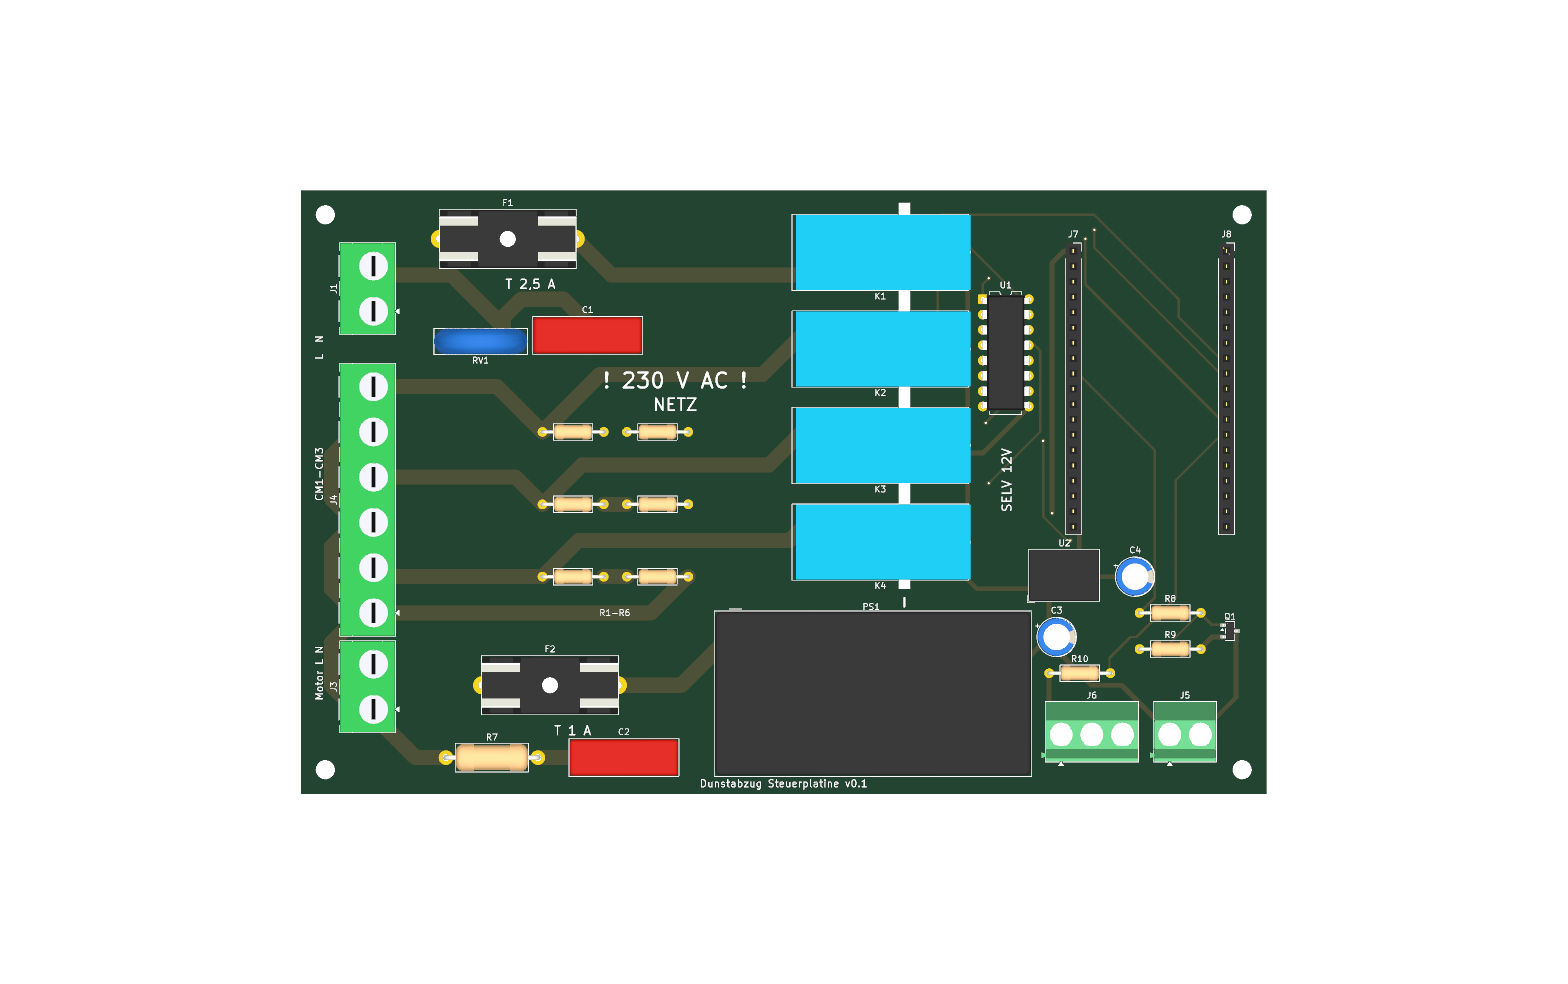 F1
T 2,5 A
J1
L N
C1
RV1
! 230 V AC !
NETZ
K1
K2
K3
K4
U1
J7
J8
SELV 12V
CM1-CM3
J4
R1-R6
Motor L N
J3
F2
T 1 A
R7
C2
PS1
Dunstabzug Steuerplatine v0.1
U2
C4
C3
R8
R9
R10
Q1
J6
J5